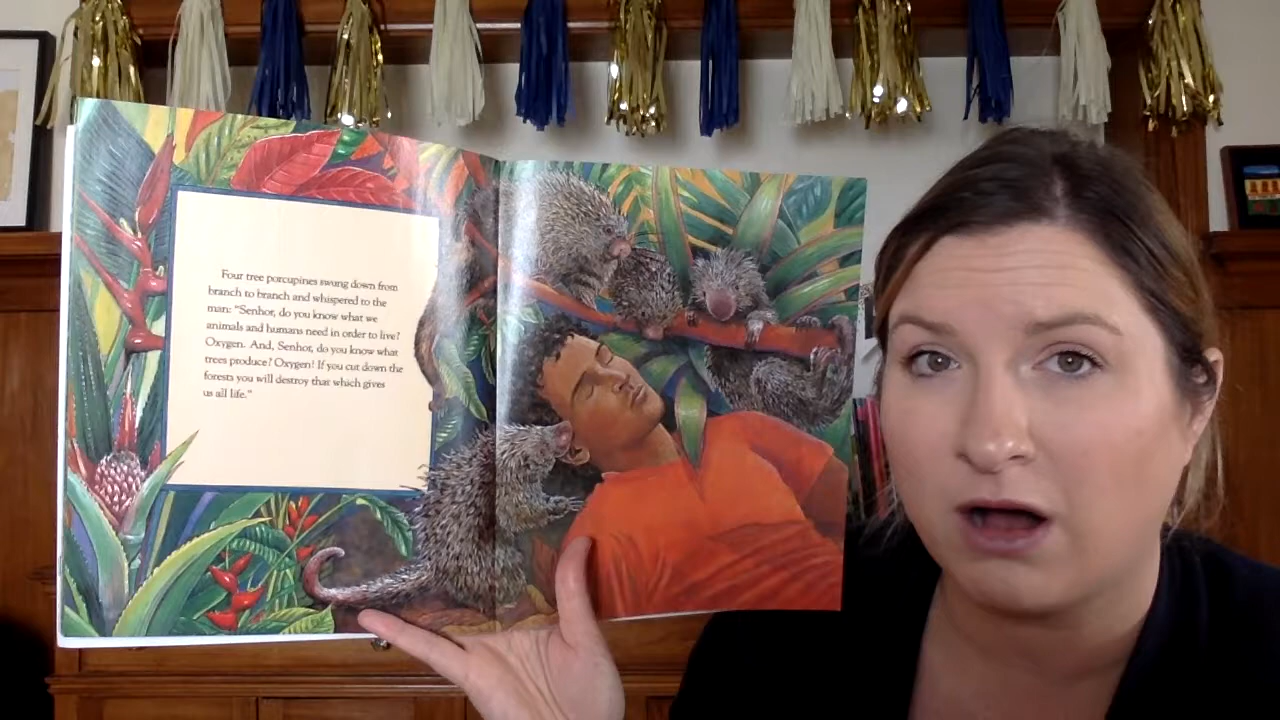 Four tree porcupines swung down from
branch to branch and whispered to the
man: "Senhor, do you know what we
animals and humans need in order to live?
Oxygen. And, Senhor, do you know what
trees produce? Oxygen! If you cut down the
forests you will destroy that which gives
us all life."